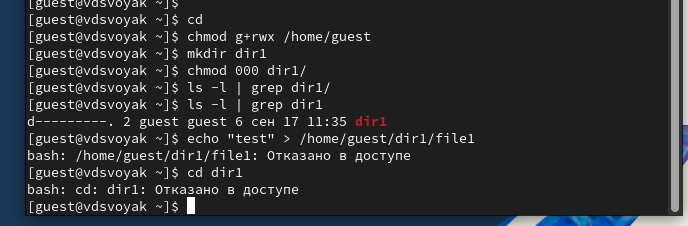 [guest@vdsvoyak ~]$
[guest@vdsvoyak ~]$ cd
[guest@vdsvoyak ~]$ chmod g+rwx /home/guest
[guest@vdsvoyak ~]$ mkdir dir1
[guest@vdsvoyak ~]$ chmod 000 dir1/
[guest@vdsvoyak ~]$ ls -l | grep dir1/
[guest@vdsvoyak ~]$ ls -l | grep dir1
d---------. 2 guest guest 6 сен 17 11:35 dir1
[guest@vdsvoyak ~]$ echo "test" > /home/guest/dir1/file1
bash: /home/guest/dir1/file1: Отказано в доступе
[guest@vdsvoyak ~]$ cd dir1
bash: cd: dir1: Отказано в доступе
[guest@vdsvoyak ~]$